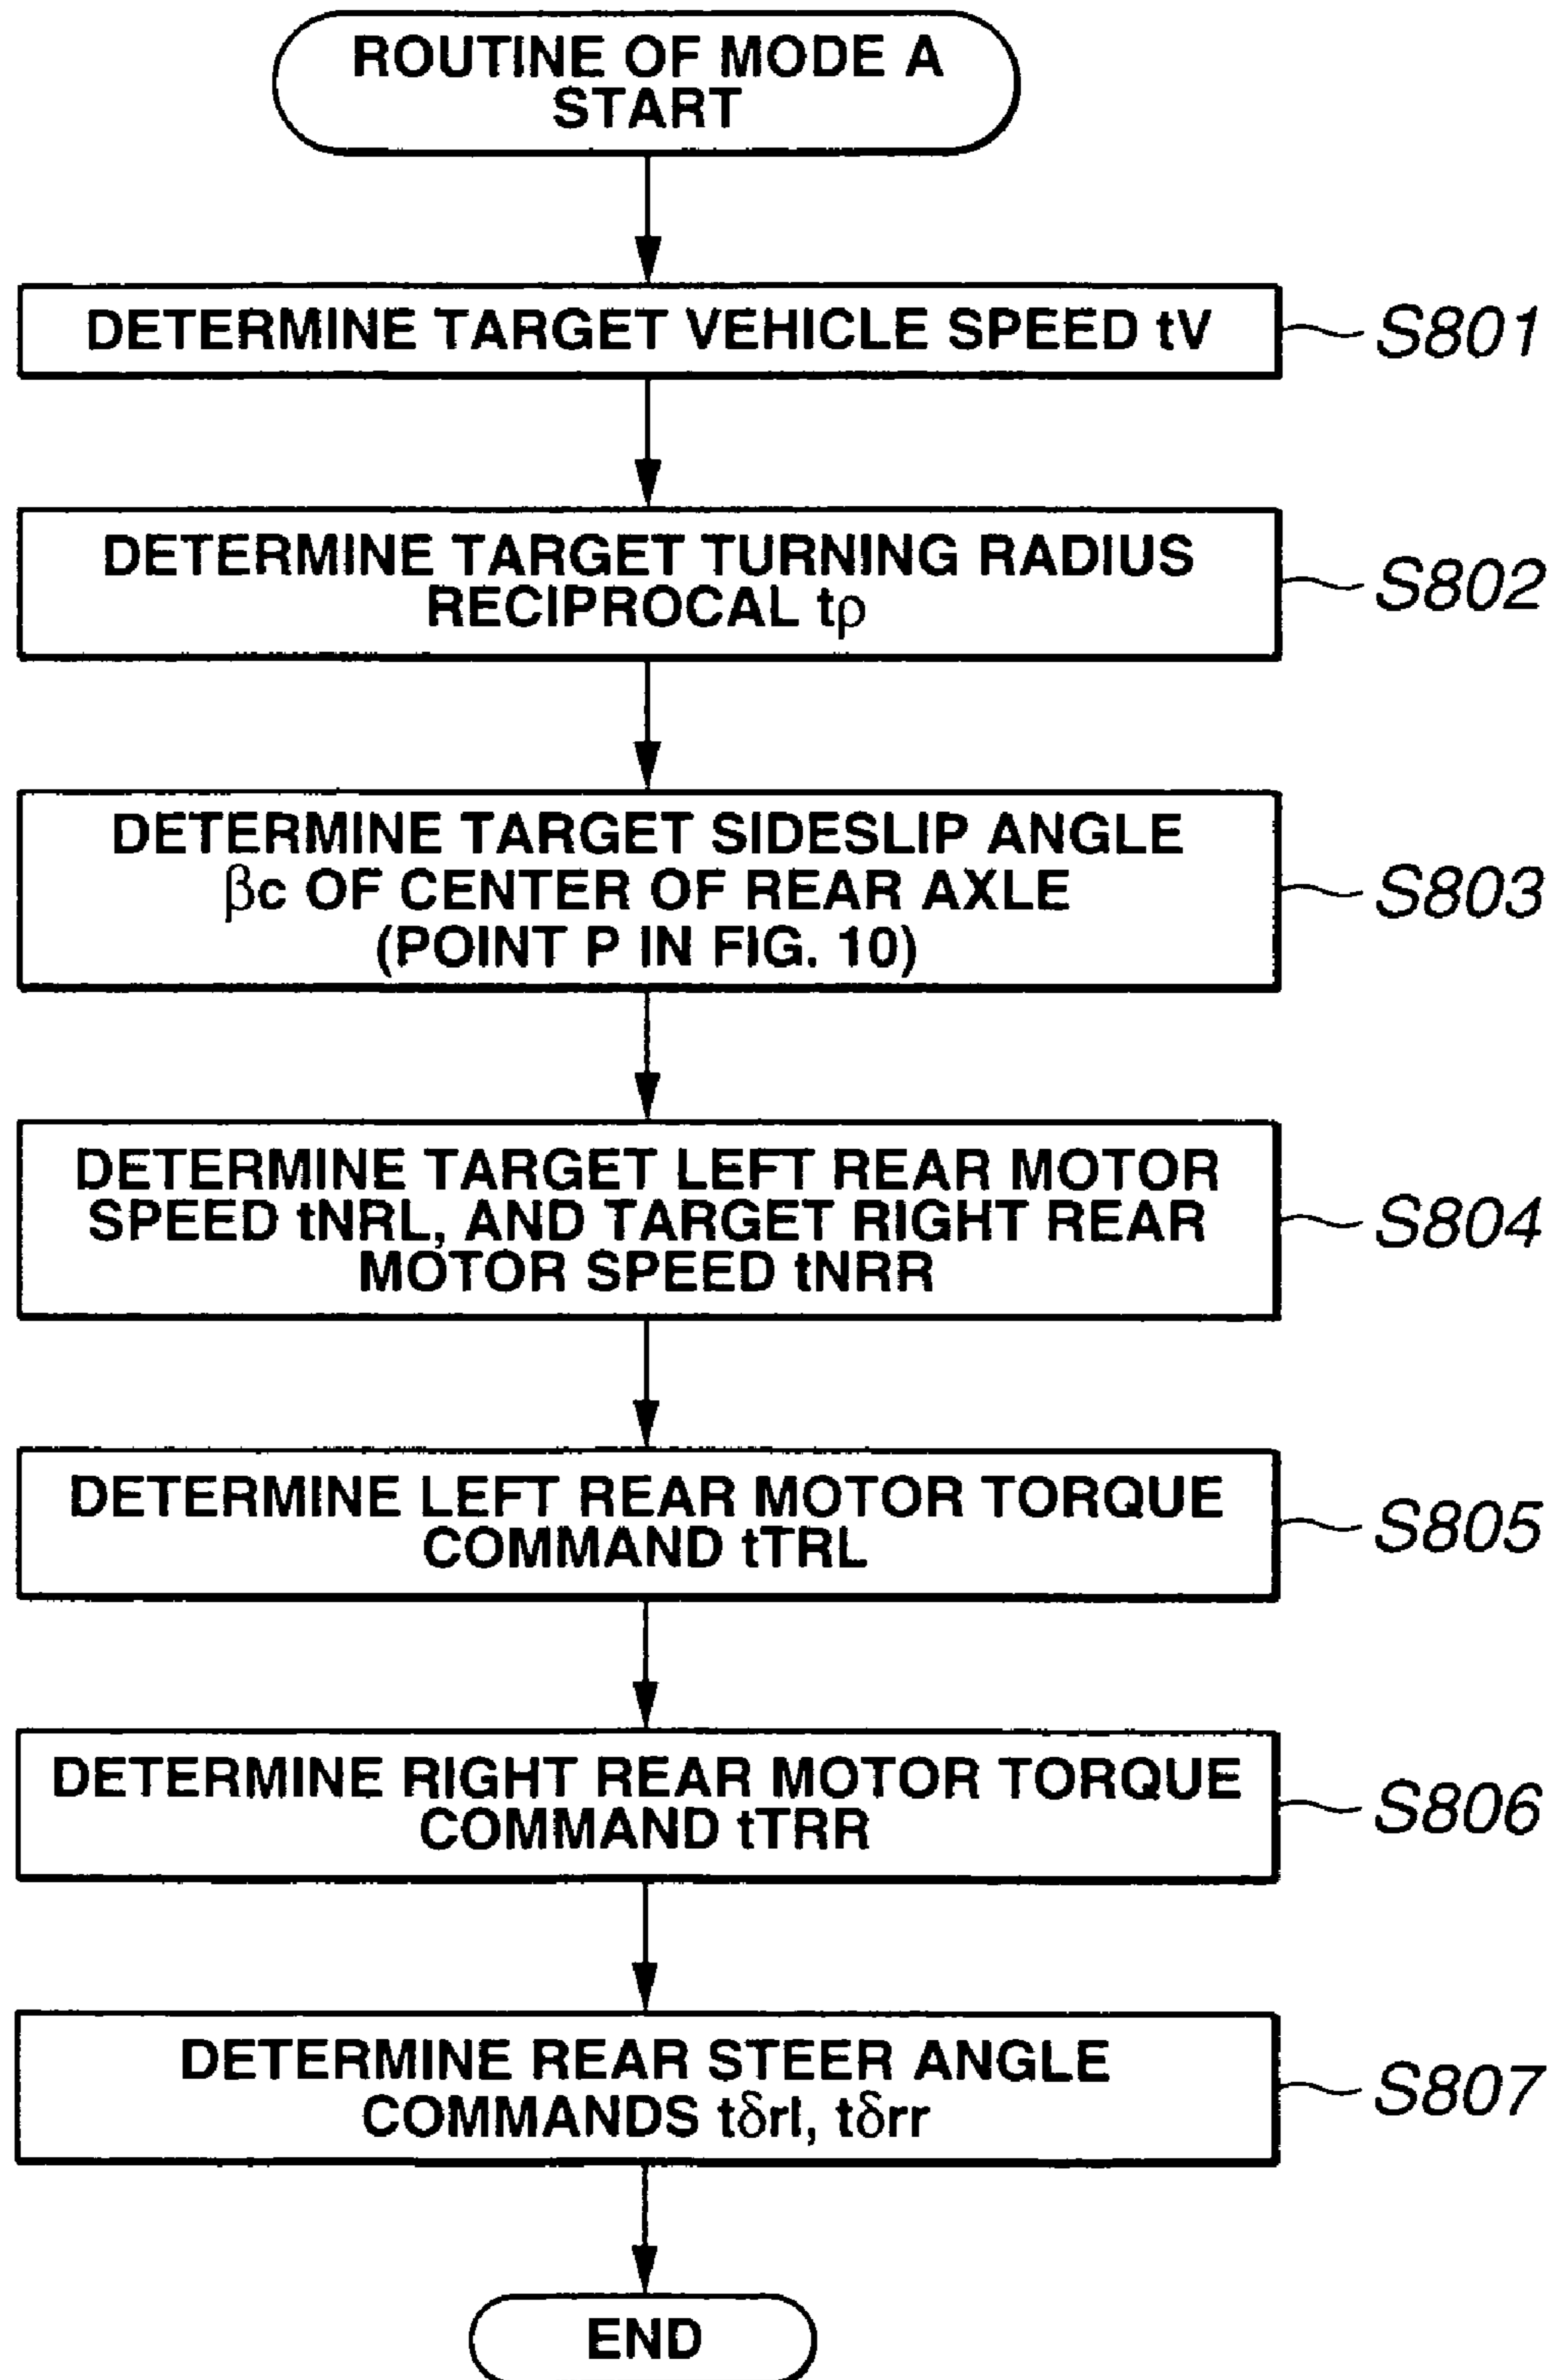 ROUTINE OF MODE A
START
DETERMINE TARGET VEHICLE SPEED tV
S801
DETERMINE TARGET TURNING RADIUS
RECIPROCAL tρ
S802
DETERMINE TARGET SIDESLIP ANGLE
βc OF CENTER OF REAR AXLE
(POINT P IN FIG. 10)
S803
DETERMINE TARGET LEFT REAR MOTOR
SPEED tNRL, AND TARGET RIGHT REAR
MOTOR SPEED tNRR
S804
DETERMINE LEFT REAR MOTOR TORQUE
COMMAND tTRL
S805
DETERMINE RIGHT REAR MOTOR TORQUE
COMMAND tTRR
S806
DETERMINE REAR STEER ANGLE
COMMANDS tδrl, tδrr
S807
END